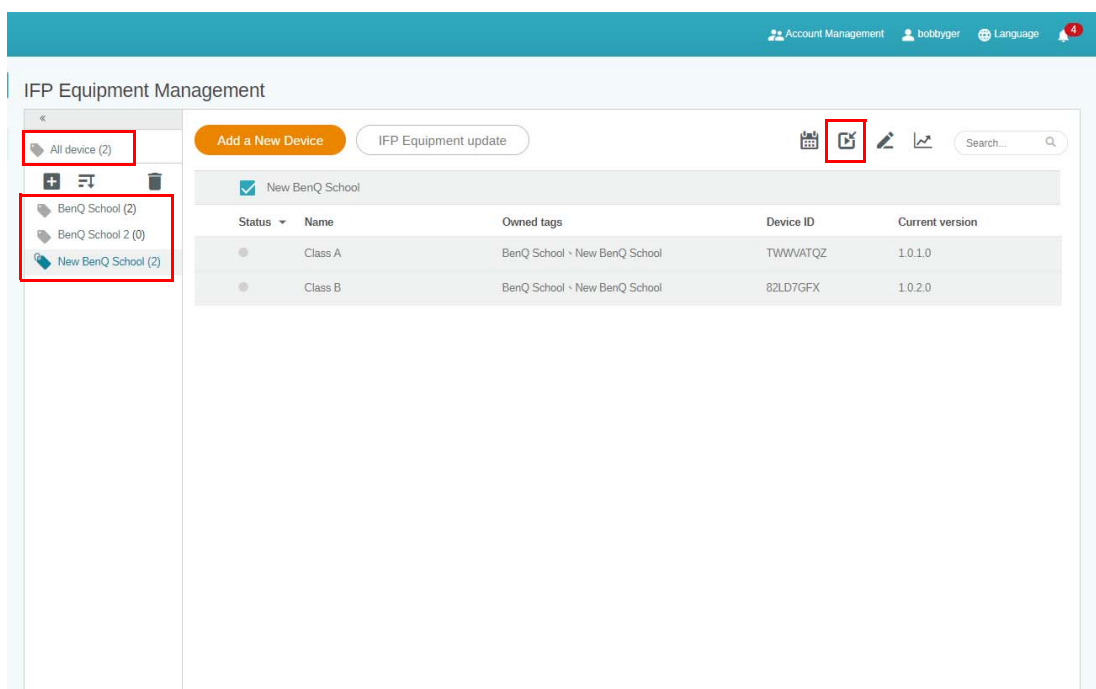 Account Management bobbyger Language 4
IFP Equipment Management
«
All device (2)
BenQ School (2)
BenQ School 2 (0)
New BenQ School (2)
Add a New Device IFP Equipment update Search...
New BenQ School
Status Name Owned tags Device ID Current version
Class A BenQ School、New BenQ School TWWVATQZ 1.0.1.0
Class B BenQ School、New BenQ School 82LD7GFX 1.0.2.0